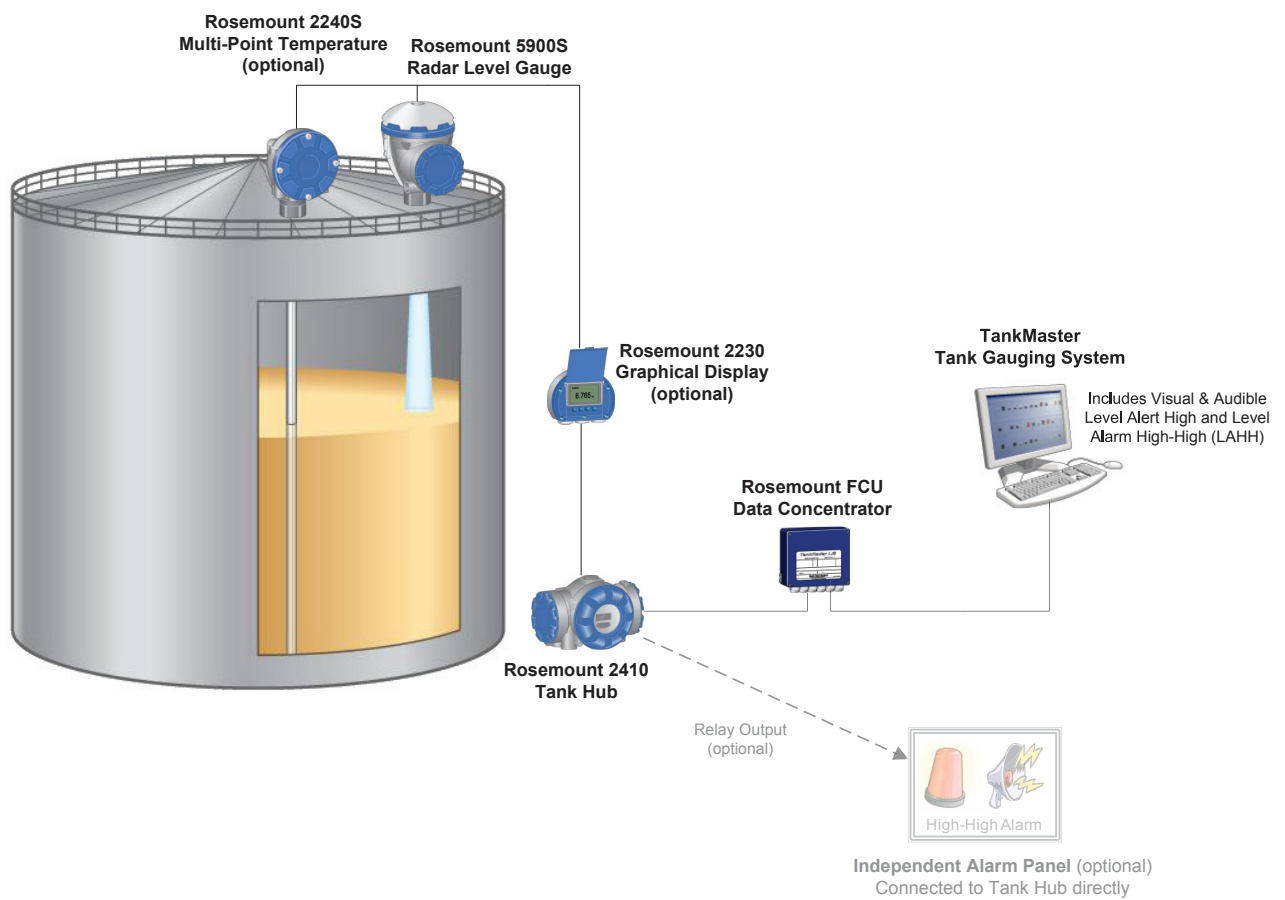 Rosemount 2240S
Multi-Point Temperature
(optional)
Rosemount 5900S
Radar Level Gauge
Rosemount 2230
Graphical Display
(optional)
6.765
TankMaster
Tank Gauging System
Includes Visual & Audible
Level Alert High and Level
Alarm High-High (LAHH)
Rosemount FCU
Data Concentrator
Rosemount 2410
Tank Hub
Relay Output
(optional)
High-High Alarm
Independent Alarm Panel (optional)
Connected to Tank Hub directly